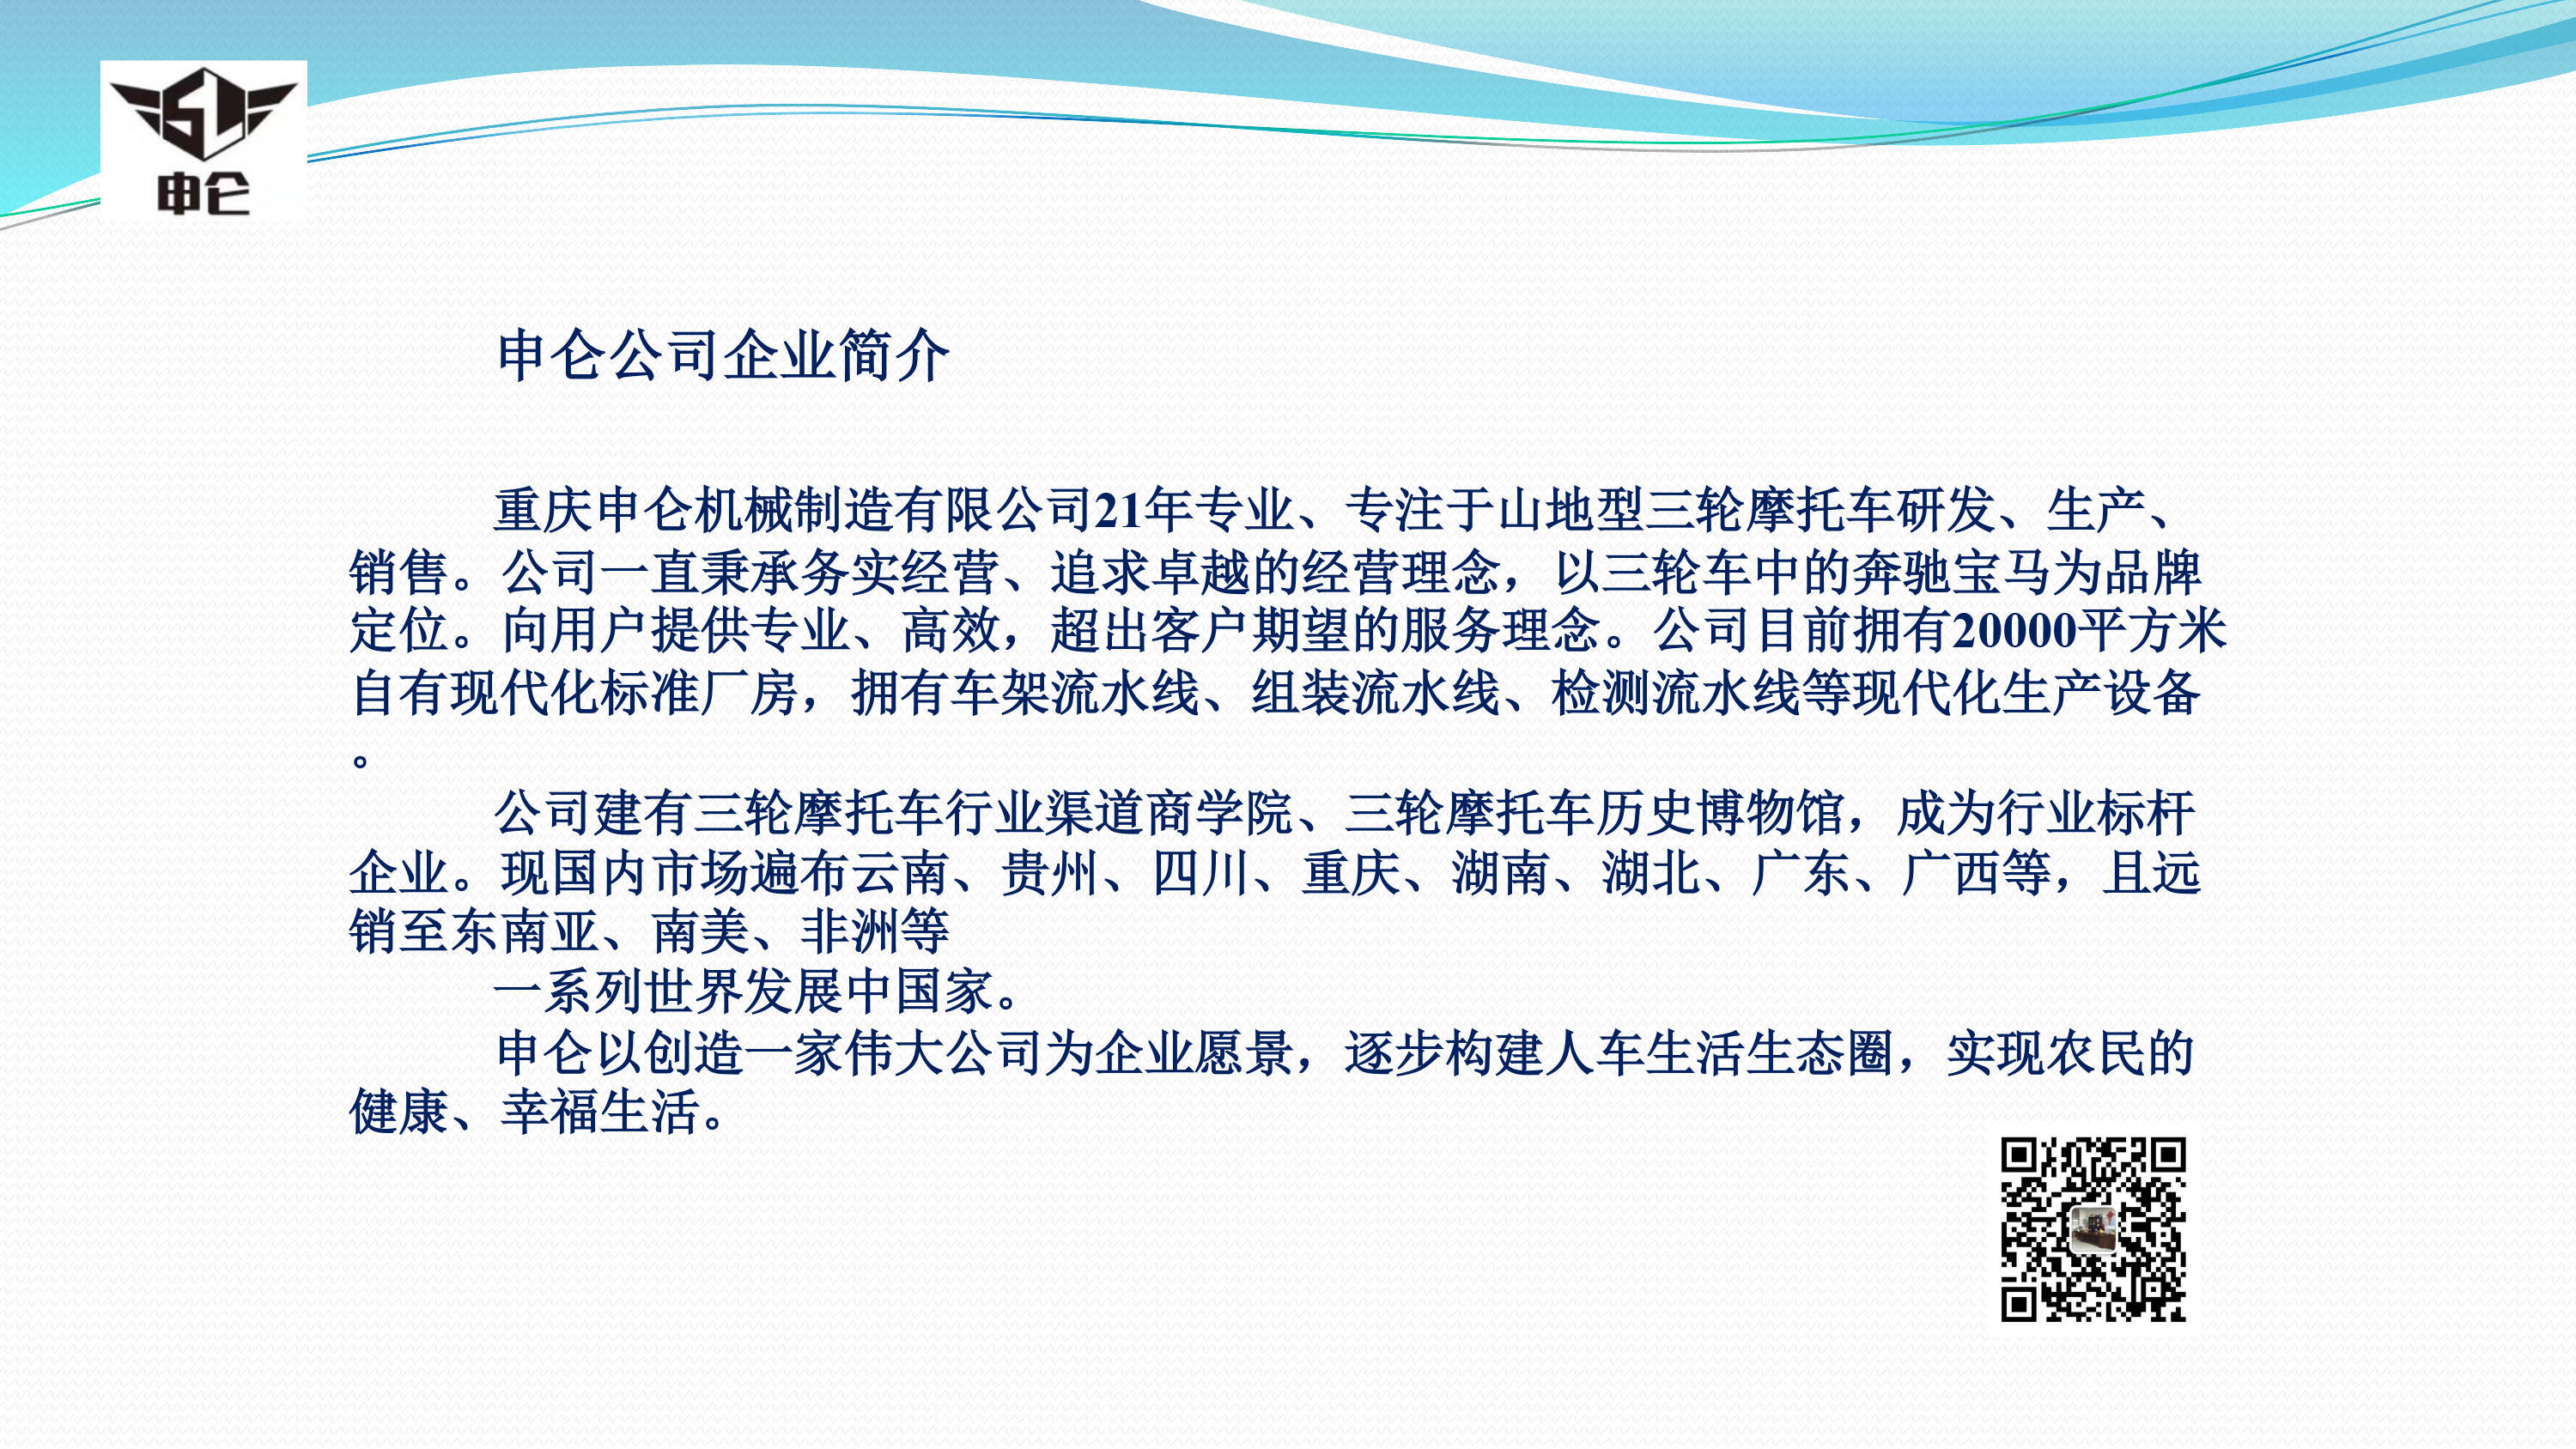 申仑
申仑公司企业简介
重庆申仑机械制造有限公司21年专业、专注于山地型三轮摩托车研发、生产、
销售。公司一直秉承务实经营、追求卓越的经营理念，以三轮车中的奔驰宝马为品牌
定位。向用户提供专业、高效，超出客户期望的服务理念。公司目前拥有20000平方米
自有现代化标准厂房，拥有车架流水线、组装流水线、检测流水线等现代化生产设备
。
公司建有三轮摩托车行业渠道商学院、三轮摩托车历史博物馆，成为行业标杆
企业。现国内市场遍布云南、贵州、四川、重庆、湖南、湖北、广东、广西等，且远
销至东南亚、南美、非洲等
一系列世界发展中国家。
申仑以创造一家伟大公司为企业愿景，逐步构建人车生活生态圈，实现农民的
健康、幸福生活。